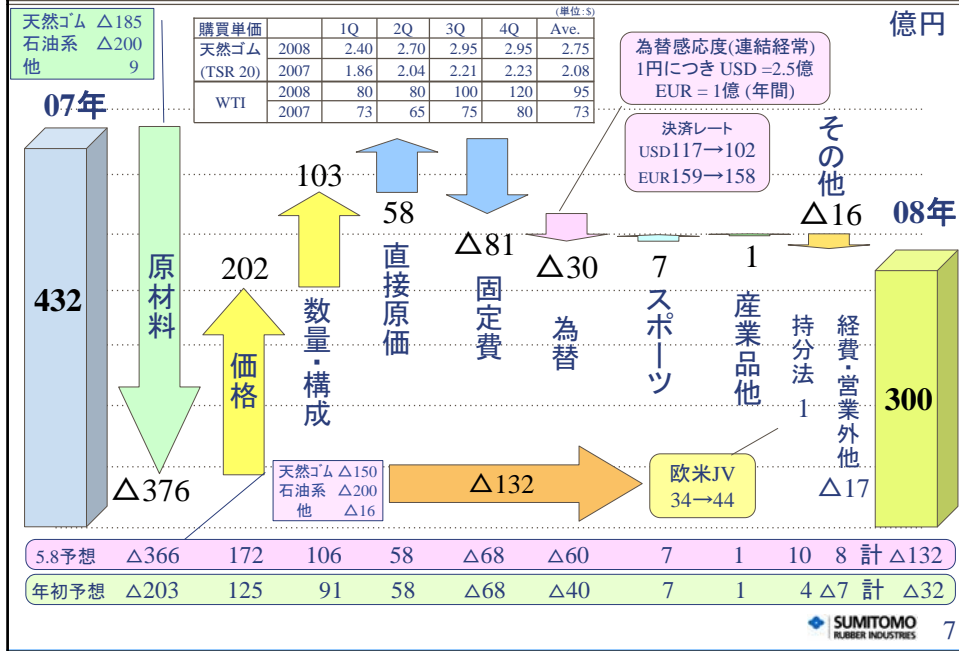 天然ｺﾞﾑ △185
石油系 △200
他 9
(単位:$)
購買単価 1Q 2Q 3Q 4Q Ave.
天然ゴム 2008 2.40 2.70 2.95 2.95 2.75
(TSR 20) 2007 1.86 2.04 2.21 2.23 2.08
WTI 2008 80 80 100 120 95
2007 73 65 75 80 73
億円
為替感応度(連結経常)
1円につき USD =2.5億
EUR = 1億 (年間)
決済レート
USD117→102
EUR159→158
07年
432
原材料
△376
202
価格
103
数量・構成
58
直接原価
△81
固定費
△30
為替
7
スポーツ
1
産業品他
その他
△16
持分法 1
経費・営業外他
△17
08年
300
天然ｺﾞﾑ △150
石油系 △200
他 △16
△132
欧米JV
34→44
5.8予想 △366 172 106 58 △68 △60 7 1 10 8 計 △132
年初予想 △203 125 91 58 △68 △40 7 1 4 △7 計 △32
SUMITOMO
RUBBER INDUSTRIES
7